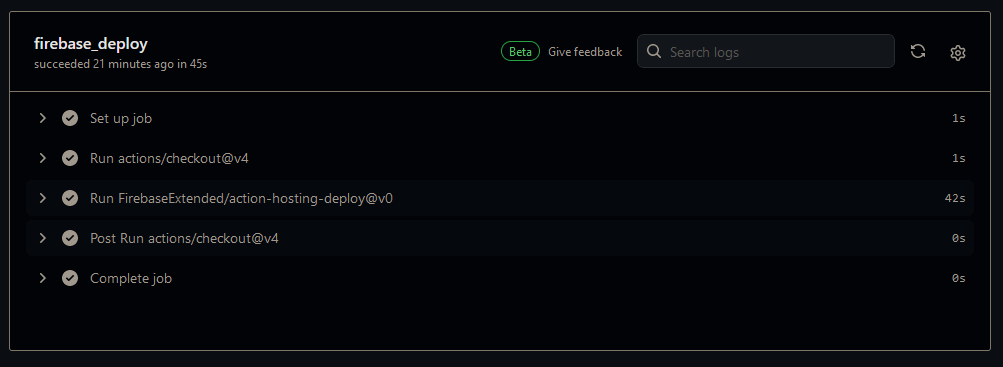 firebase_deploy
succeeded 21 minutes ago in 45s
Beta Give feedback Search logs
Set up job 1s
Run actions/checkout@v4 1s
Run FirebaseExtended/action-hosting-deploy@v0 42s
Post Run actions/checkout@v4 0s
Complete job 0s